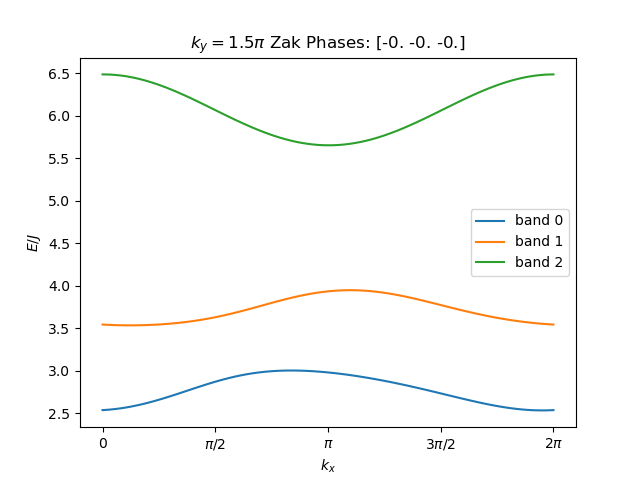 $k_y = 1.5\pi$ Zak Phases: [-0. -0. -0.]
6.5
6.0
5.5
5.0
4.5
4.0
3.5
3.0
2.5
E/J
band 0
band 1
band 2
0
π/2
π
3π/2
2π
$k_x$